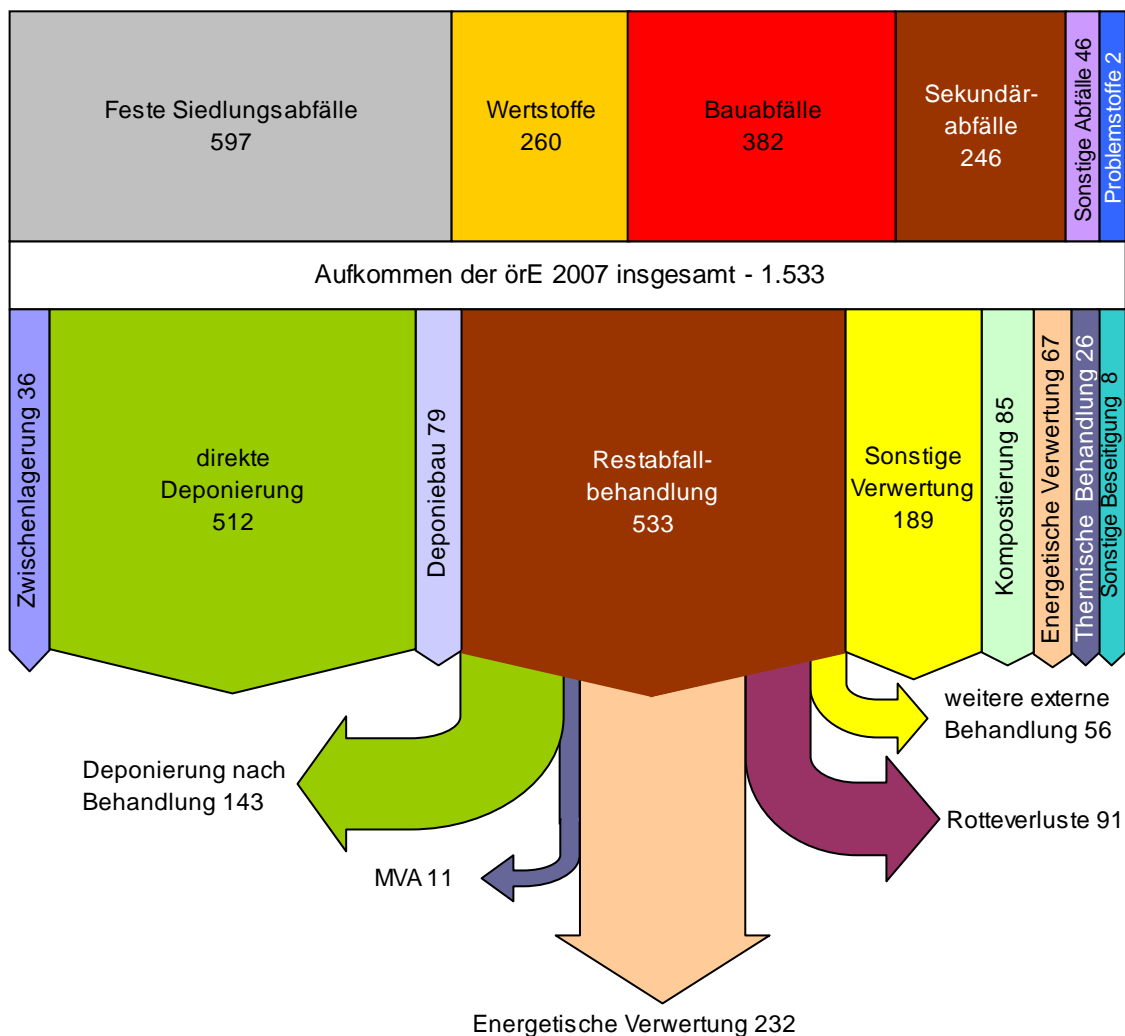 Feste Siedlungsabfälle
597
Wertstoffe
260
Bauabfälle
382
Sekundär-
abfälle
246
Sonstige Abfälle 46
Problemstoffe 2
Aufkommen der örE 2007 insgesamt - 1.533
Zwischenlagerung 36
direkte
Deponierung
512
Deponiebau 79
Restabfall-
behandlung
533
Sonstige
Verwertung
189
Kompostierung 85
Energetische Verwertung 67
Thermische Behandlung 26
Sonstige Beseitigung 8
weitere externe
Behandlung 56
Deponierung nach
Behandlung 143
Rotteverluste 91
MVA 11
Energetische Verwertung 232